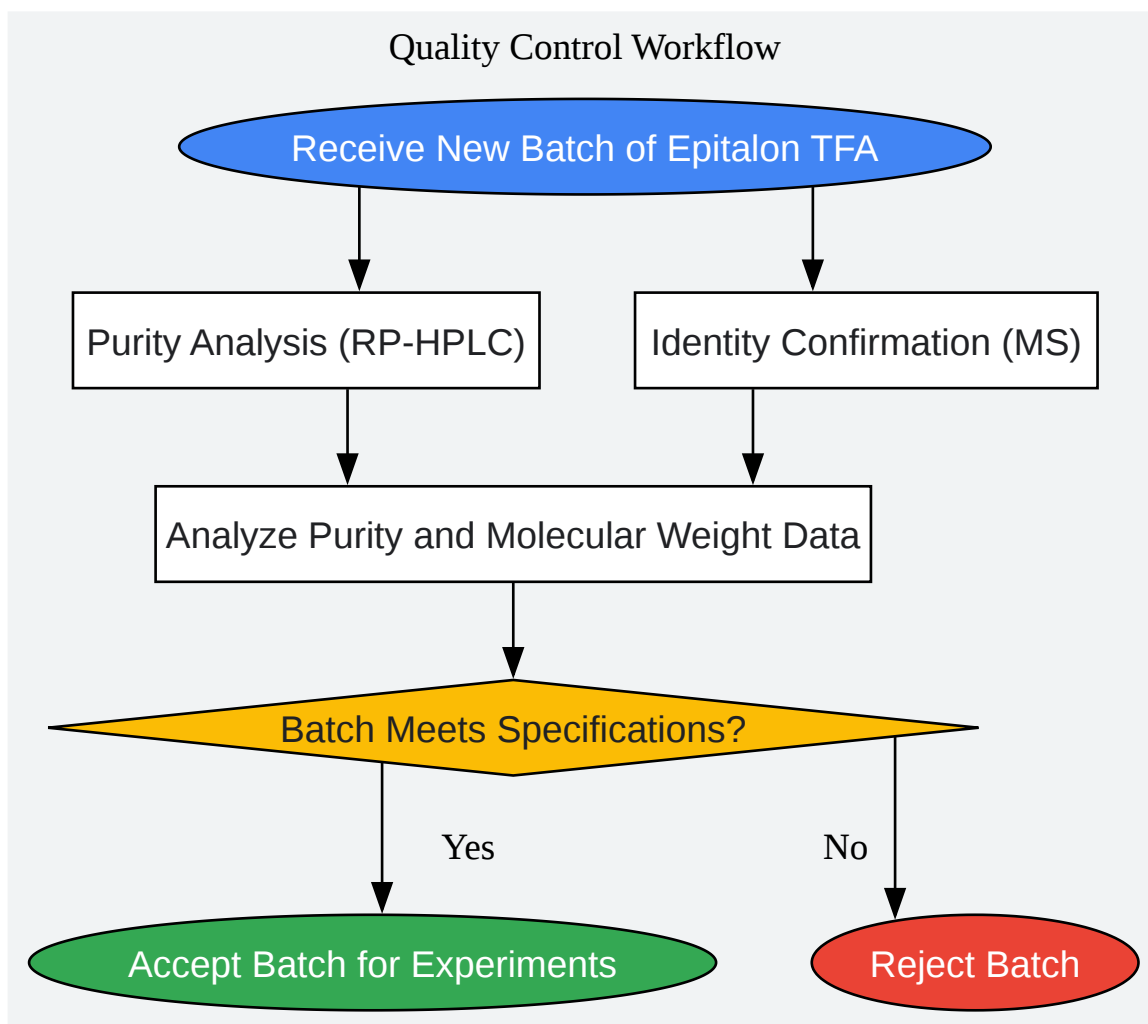 Quality Control Workflow
Receive New Batch of Epitalon TFA
Purity Analysis (RP-HPLC)
Identity Confirmation (MS)
Analyze Purity and Molecular Weight Data
Batch Meets Specifications?
Yes
No
Accept Batch for Experiments
Reject Batch